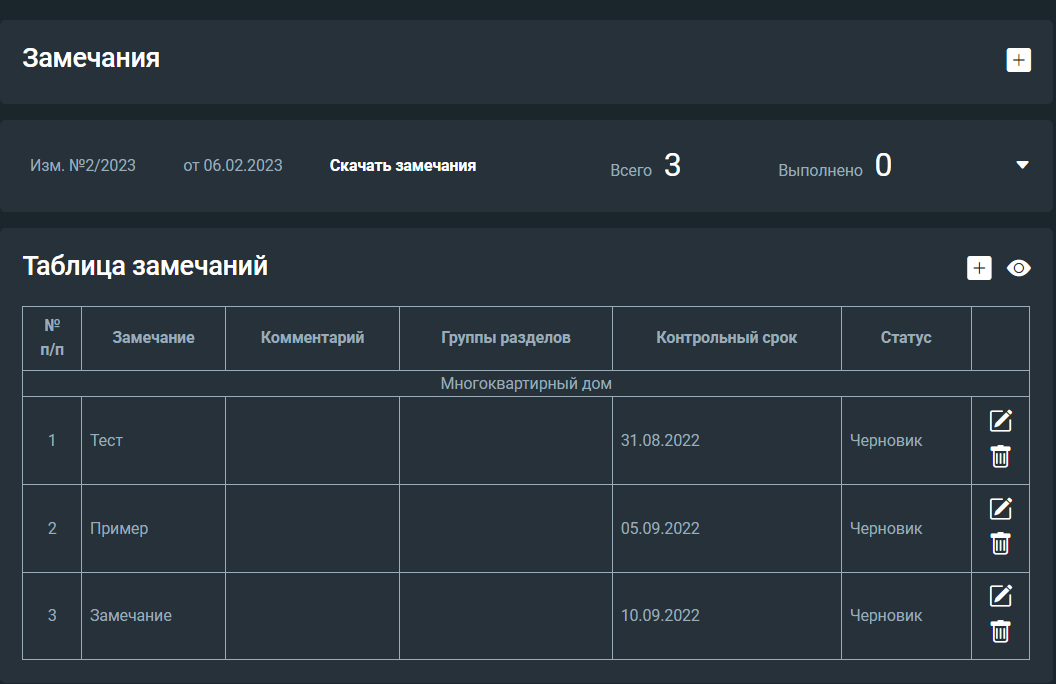 Замечания
Изм. №2/2023 от 06.02.2023 Скачать замечания Всего 3 Выполнено 0
Таблица замечаний
№ п/п Замечание Комментарий Группы разделов Контрольный срок Статус
Многоквартирный дом
1 Тест 31.08.2022 Черновик
2 Пример 05.09.2022 Черновик
3 Замечание 10.09.2022 Черновик